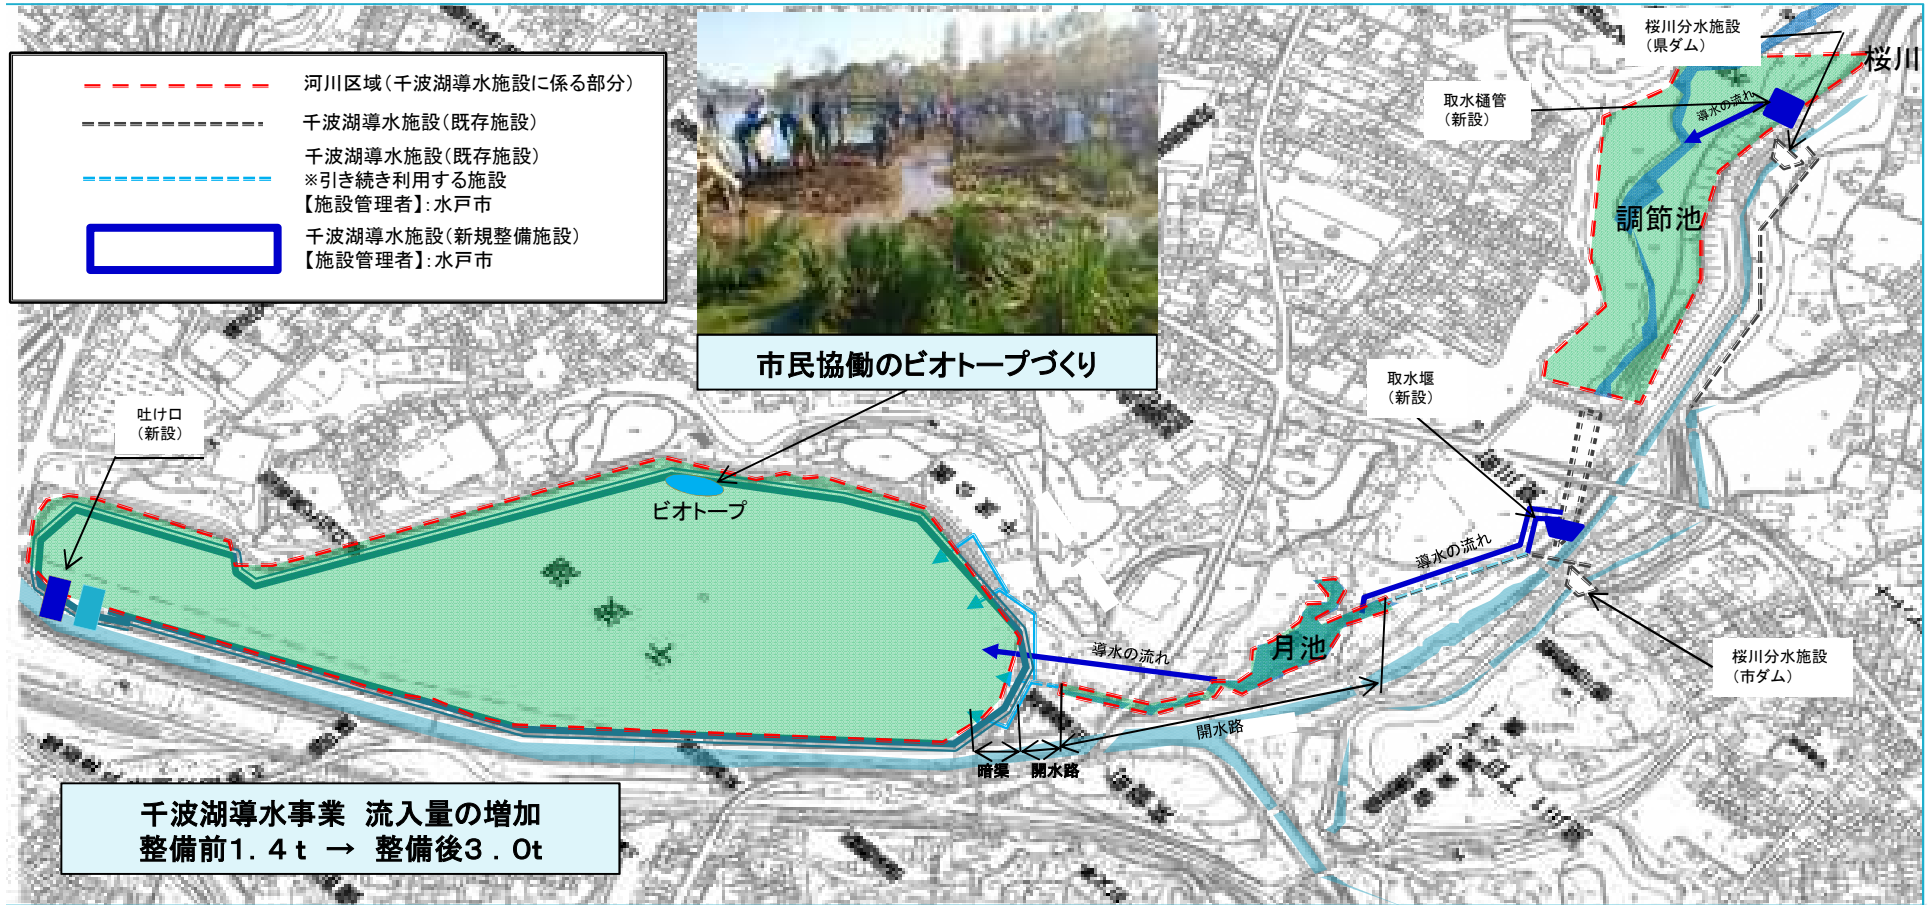 河川区域(千波湖導水施設に係る部分)
千波湖導水施設(既存施設)
千波湖導水施設(既存施設)
※引き続き利用する施設
【施設管理者】:水戸市
千波湖導水施設(新規整備施設)
【施設管理者】:水戸市
市民協働のビオトープづくり
桜川分水施設
(県ダム)
桜川
取水樋管
(新設)
導水の流れ
調節池
取水堰
(新設)
吐け口
(新設)
ビオトープ
導水の流れ
月池
導水の流れ
桜川分水施設
(市ダム)
開水路
暗渠
開水路
千波湖導水事業 流入量の増加
整備前1.4t → 整備後3.0t